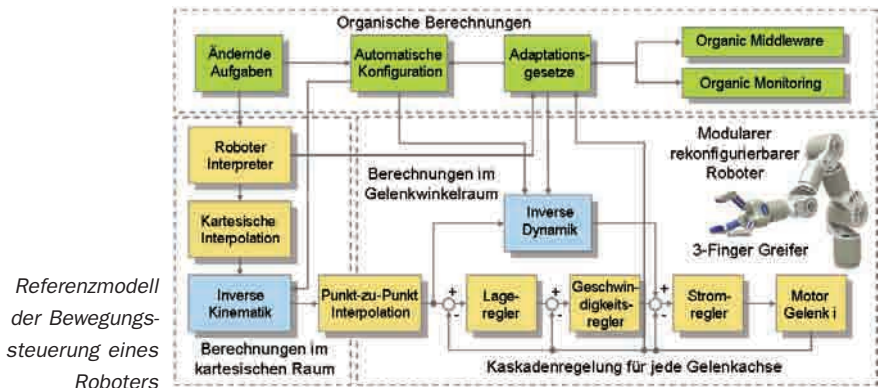 Organische Berechnungen
Ändernde
Aufgaben
Automatische
Konfiguration
Adaptations-
gesetze
Organic Middleware
Organic Monitoring
Roboter
Interpreter
Kartesische
Interpolation
Inverse
Kinematik
Berechnungen im
kartesischen Raum
Berechnungen im
Gelenkwinkelraum
Inverse
Dynamik
Modularer
rekonfigurierbarer
Roboter
3-Finger Greifer
Punkt-zu-Punkt
Interpolation
+
-
Lage-
regler
+
-
Geschwin-
digkeits-
regler
+
-
Strom-
regler
Motor
Gelenk i
Kaskadenregelung für jede Gelenkachse
Referenzmodell
der Bewegungs-
steuerung eines
Roboters